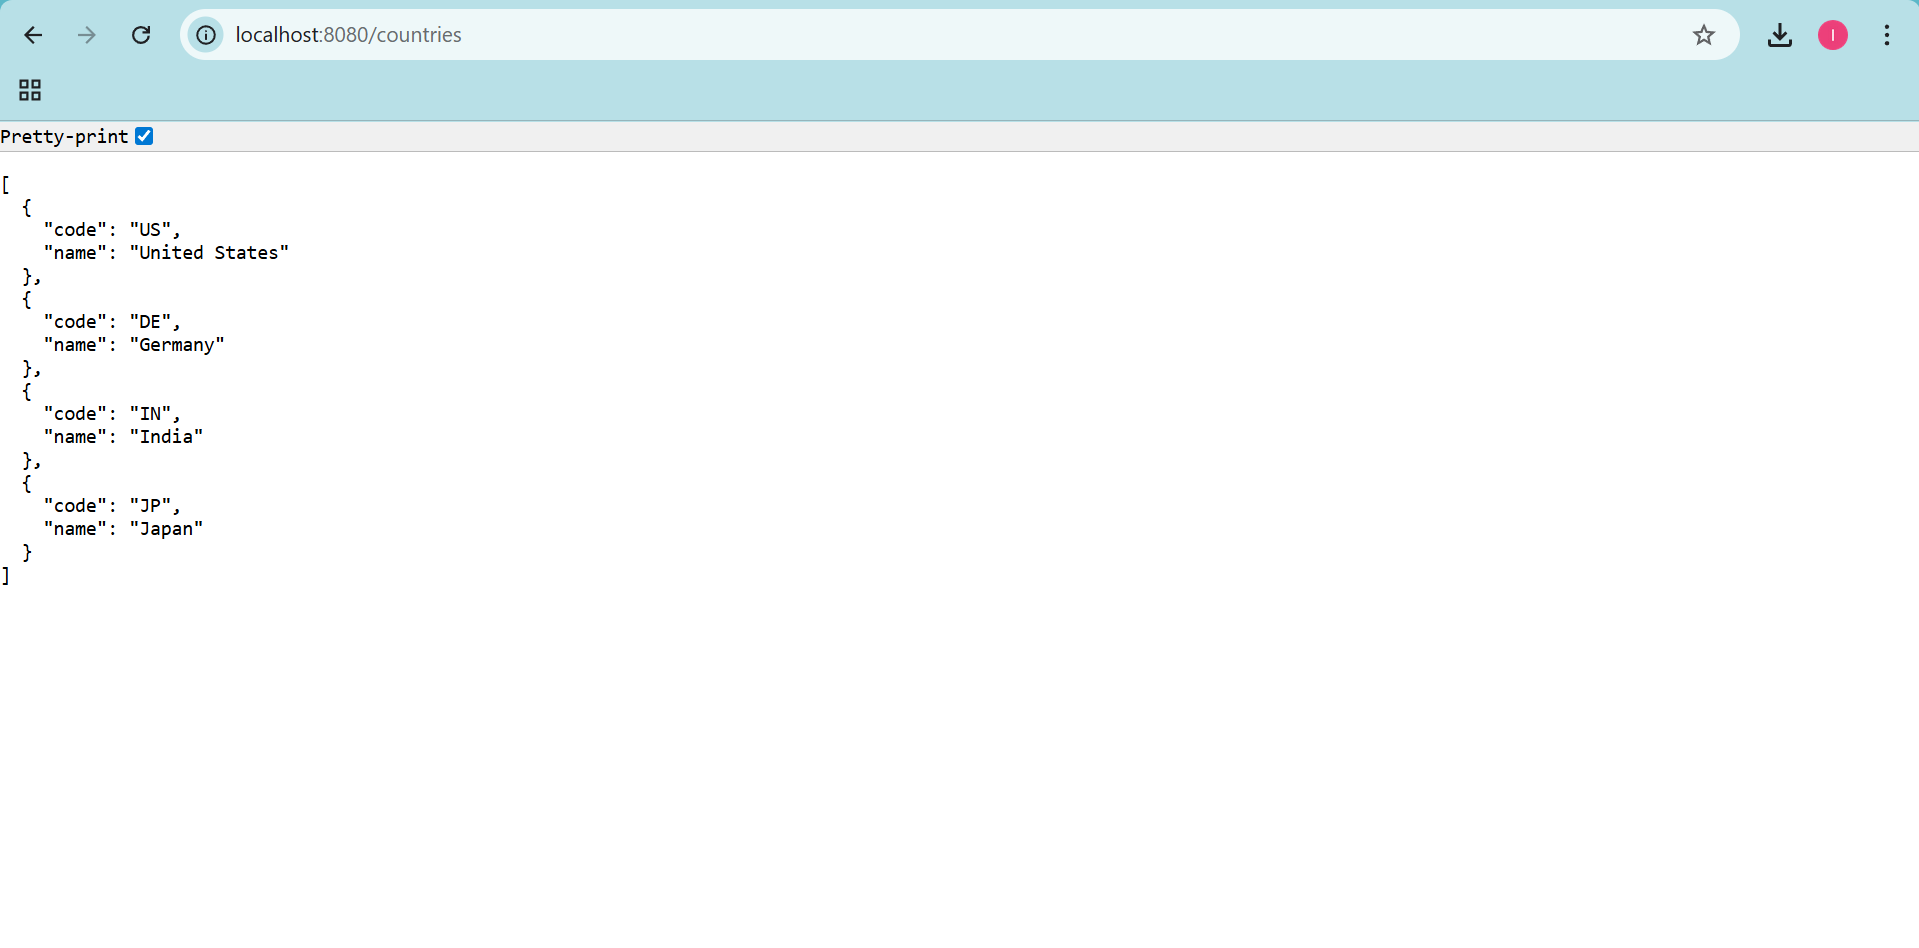 localhost:8080/countries
I
Pretty-print
[
  {
    "code": "US",
    "name": "United States"
  },
  {
    "code": "DE",
    "name": "Germany"
  },
  {
    "code": "IN",
    "name": "India"
  },
  {
    "code": "JP",
    "name": "Japan"
  }
]